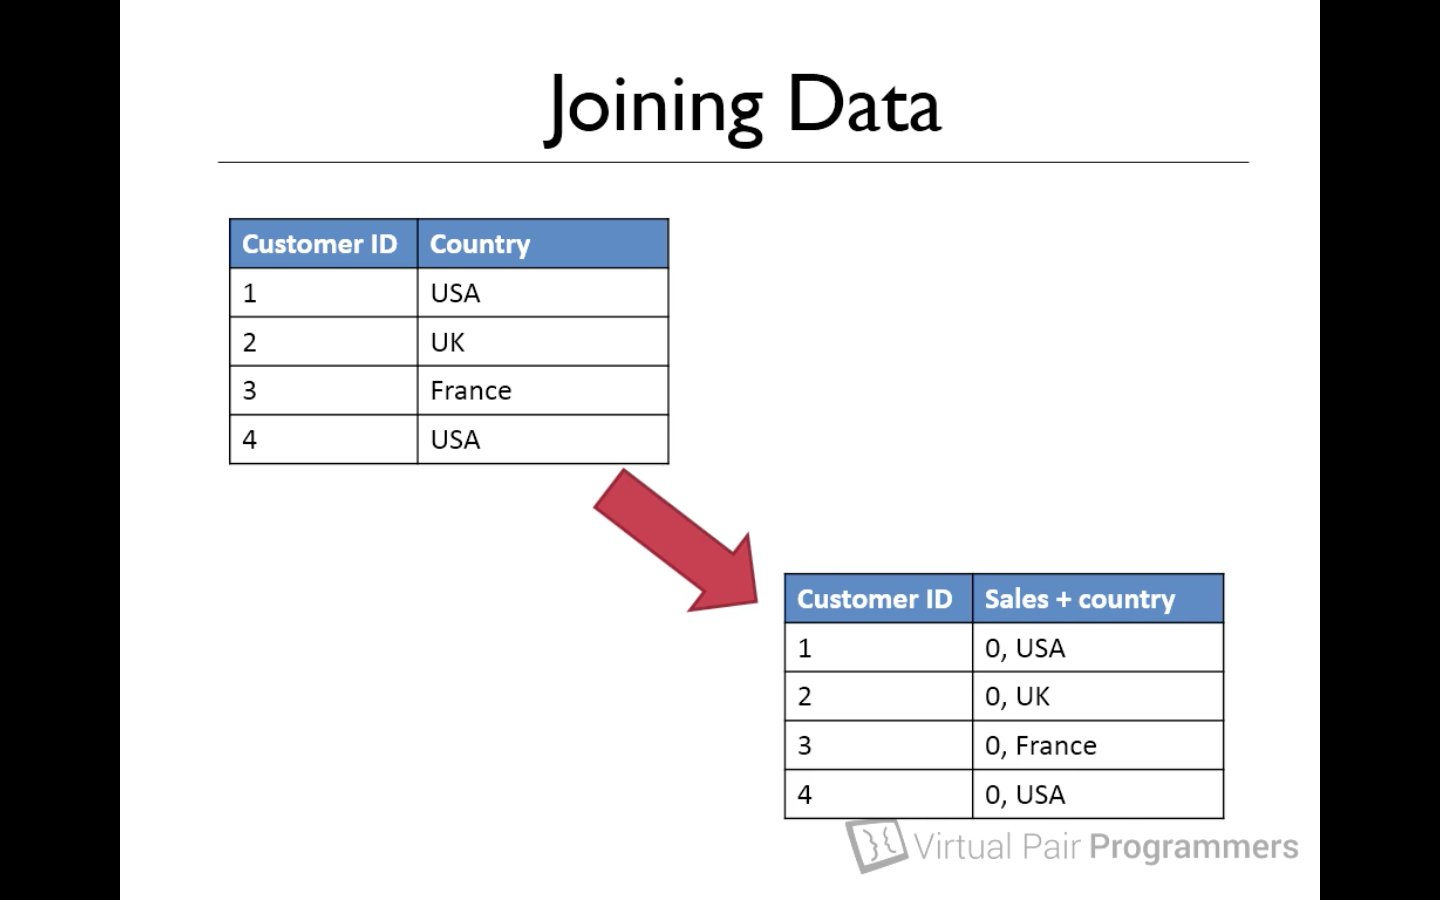 Joining Data
Customer ID Country
1 USA
2 UK
3 France
4 USA
Customer ID Sales + country
1 0, USA
2 0, UK
3 0, France
4 0, USA
Virtual Pair Programmers